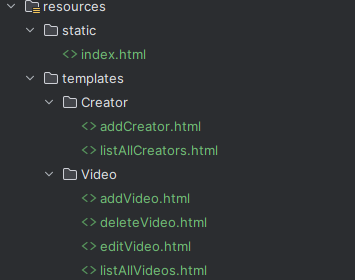 resources
static
<> index.html
templates
Creator
<> addCreator.html
<> listAllCreators.html
Video
<> addVideo.html
<> deleteVideo.html
<> editVideo.html
<> listAllVideos.html